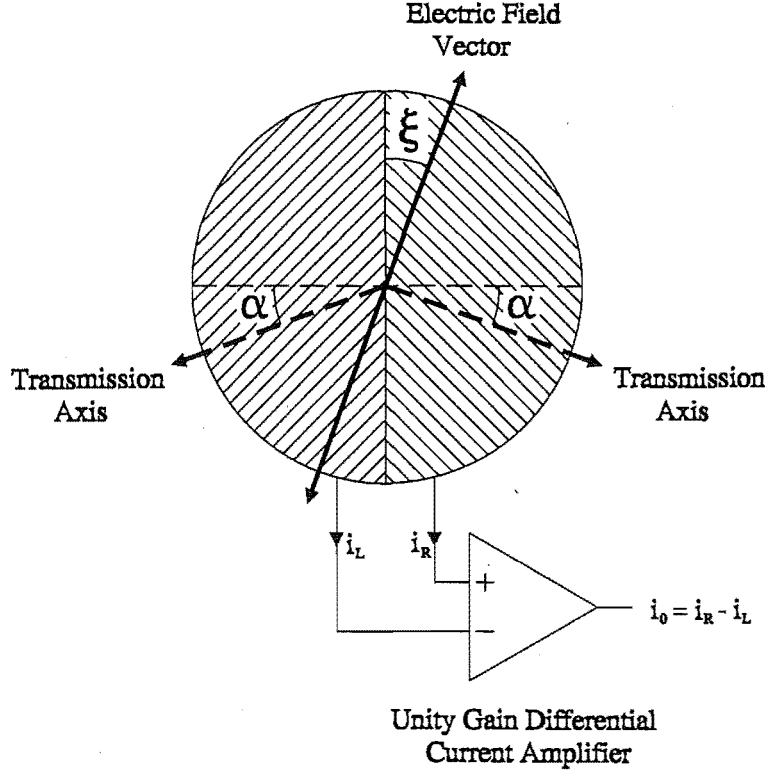 Electric Field
Vector
ξ
α
α
Transmission
Axis
Transmission
Axis
i_L
i_R
+
−
i_0 = i_R - i_L
Unity Gain Differential
Current Amplifier